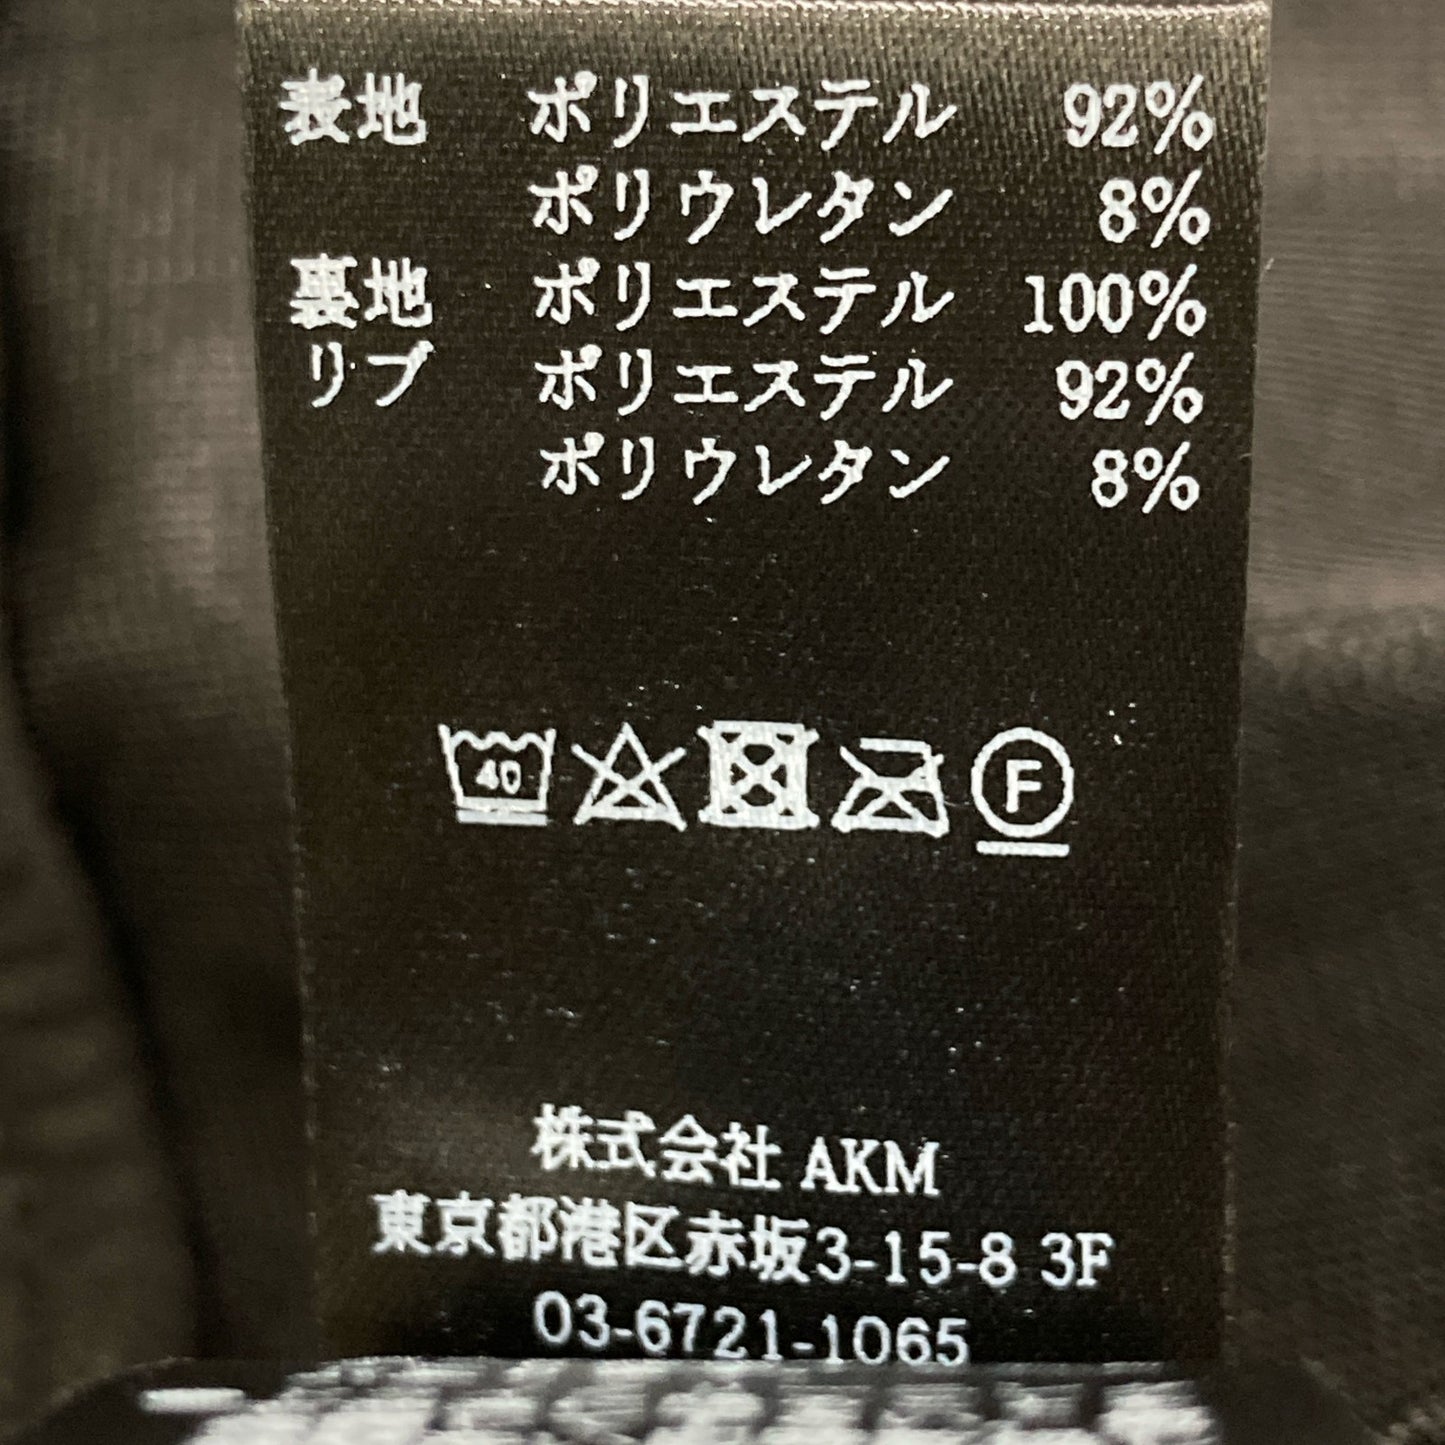 表地 ポリエステル 92%
ポリウレタン 8%
裏地 ポリエステル 100%
リブ ポリエステル 92%
ポリウレタン 8%
40 F
株式会社 AKM
東京都港区赤坂3-15-8 3F
03-6721-1065